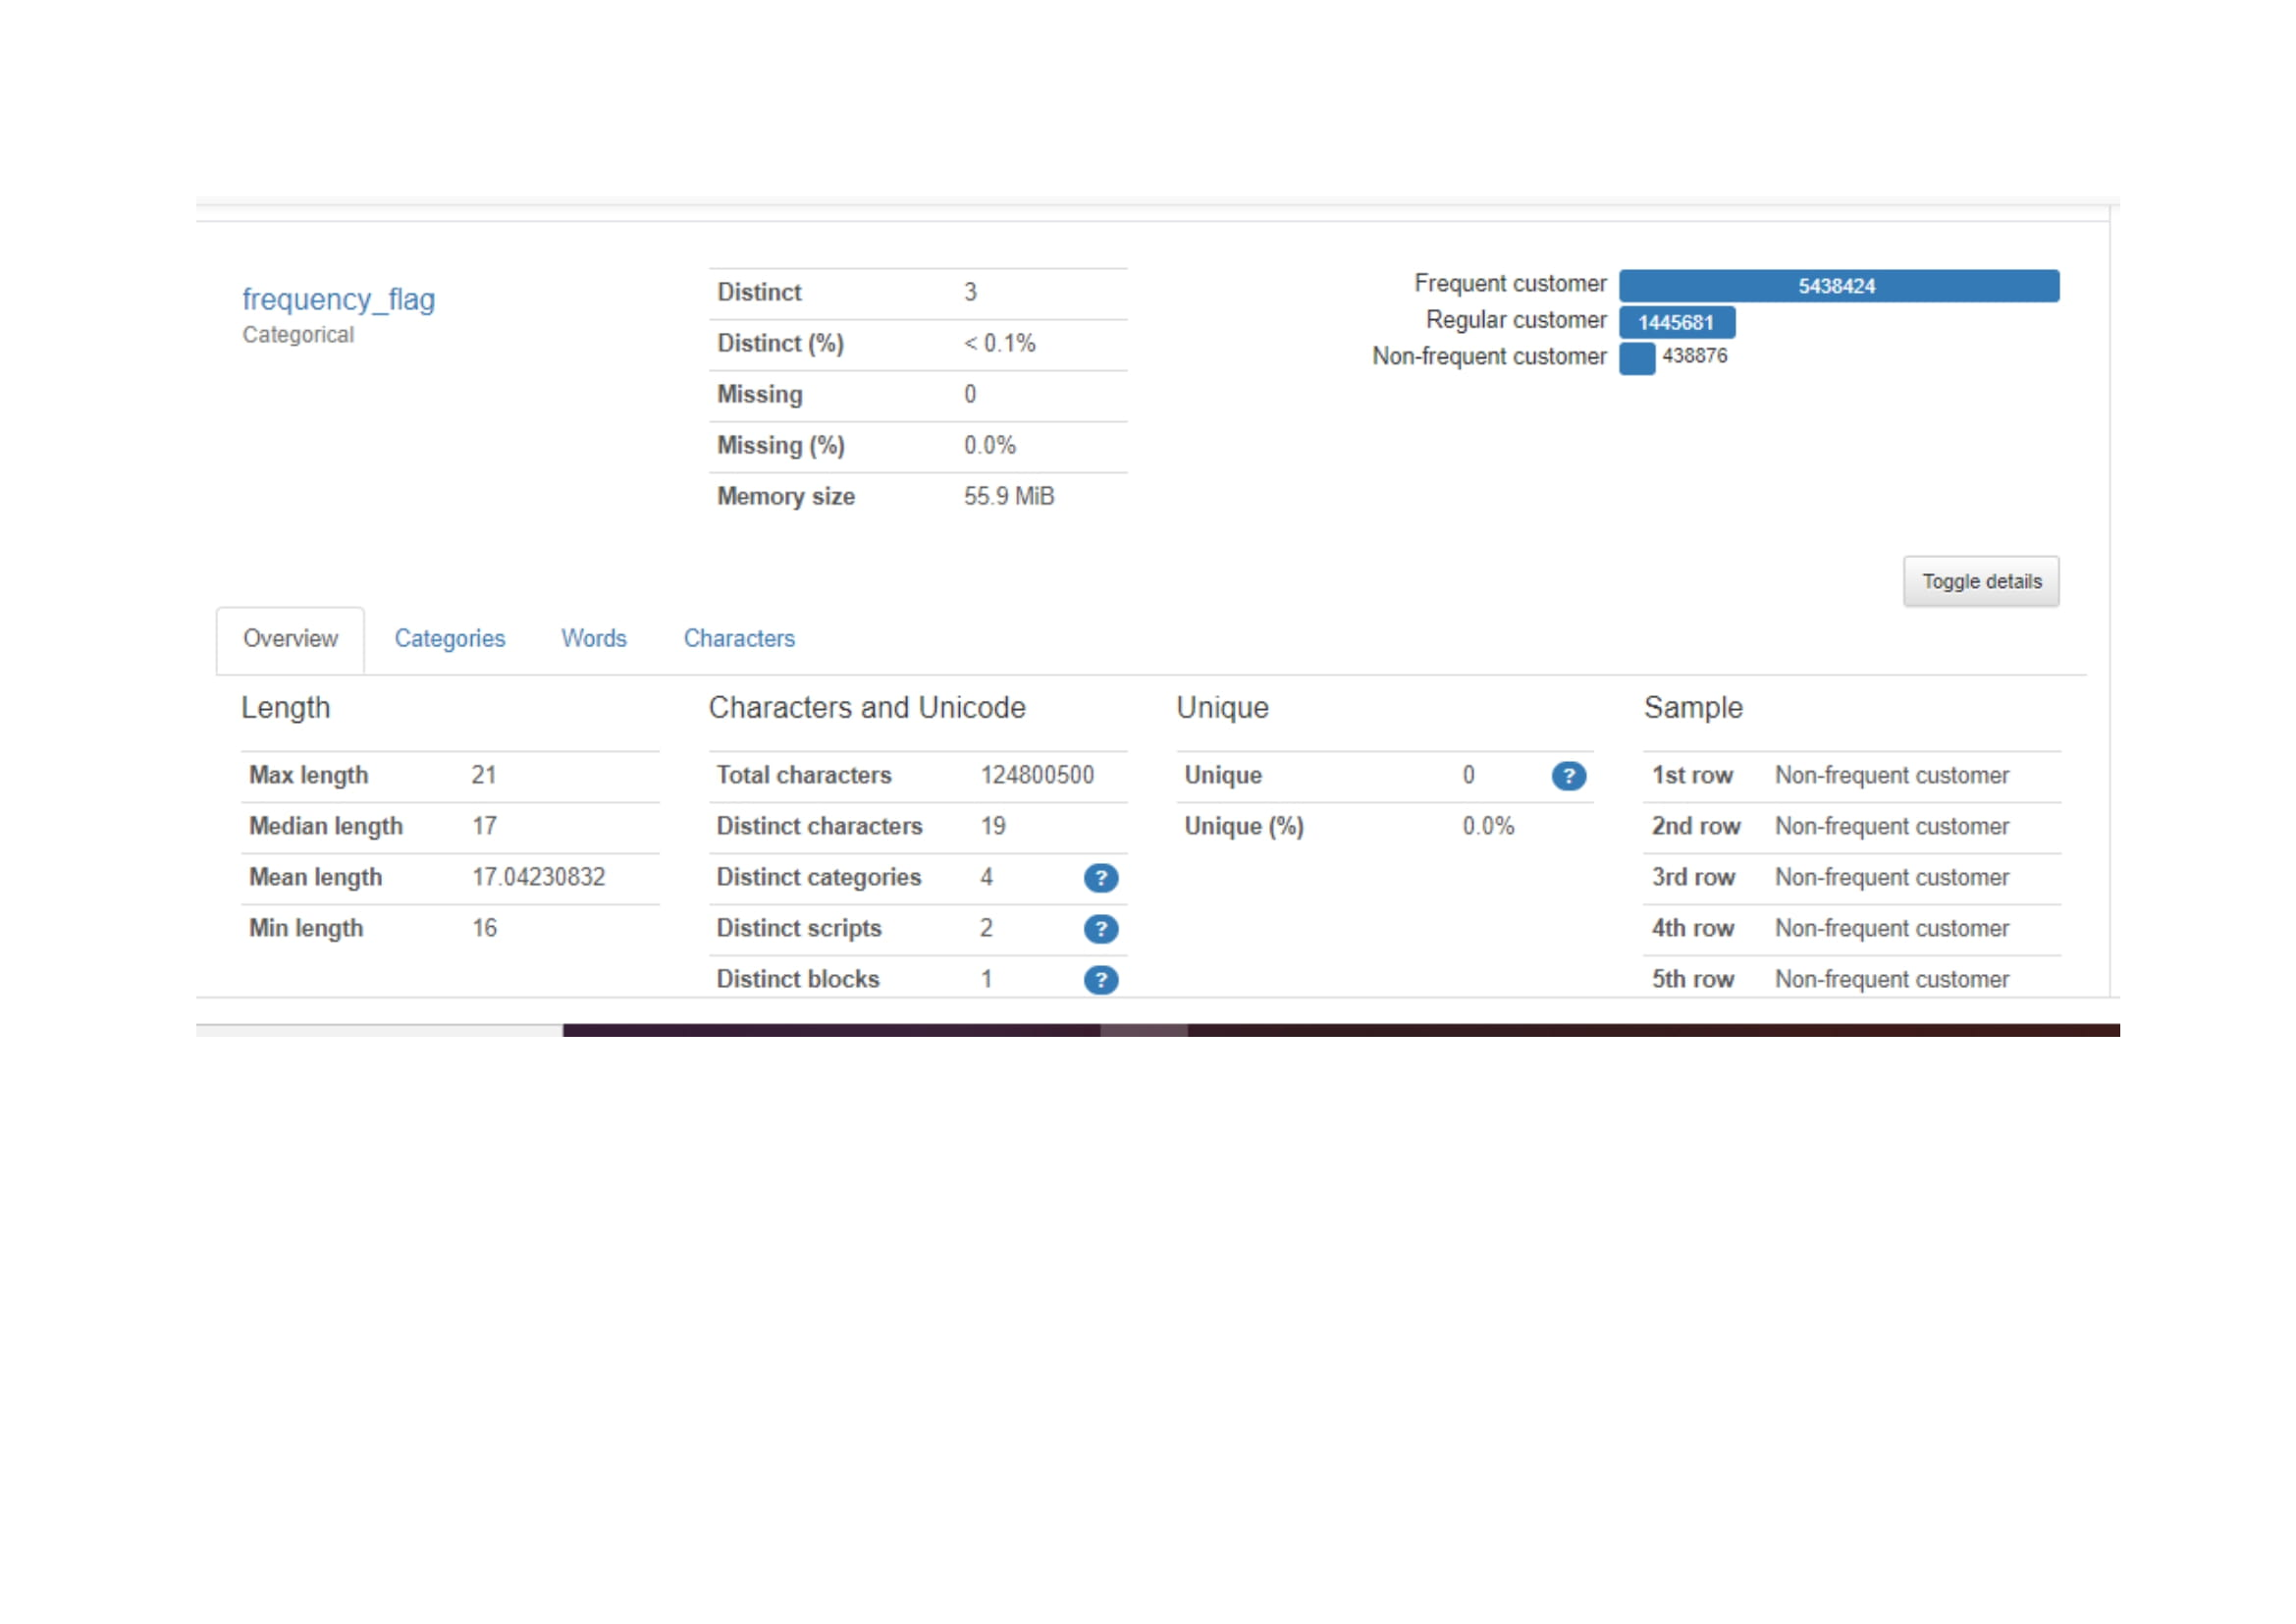 frequency_flag
Categorical
Distinct 3
Distinct (%) < 0.1%
Missing 0
Missing (%) 0.0%
Memory size 55.9 MiB
Frequent customer 5438424
Regular customer 1445681
Non-frequent customer 438876
Toggle details
Overview Categories Words Characters
Length
Max length 21
Median length 17
Mean length 17.04230832
Min length 16
Characters and Unicode
Total characters 124800500
Distinct characters 19
Distinct categories 4 ?
Distinct scripts 2 ?
Distinct blocks 1 ?
Unique
Unique 0 ?
Unique (%) 0.0%
Sample
1st row Non-frequent customer
2nd row Non-frequent customer
3rd row Non-frequent customer
4th row Non-frequent customer
5th row Non-frequent customer